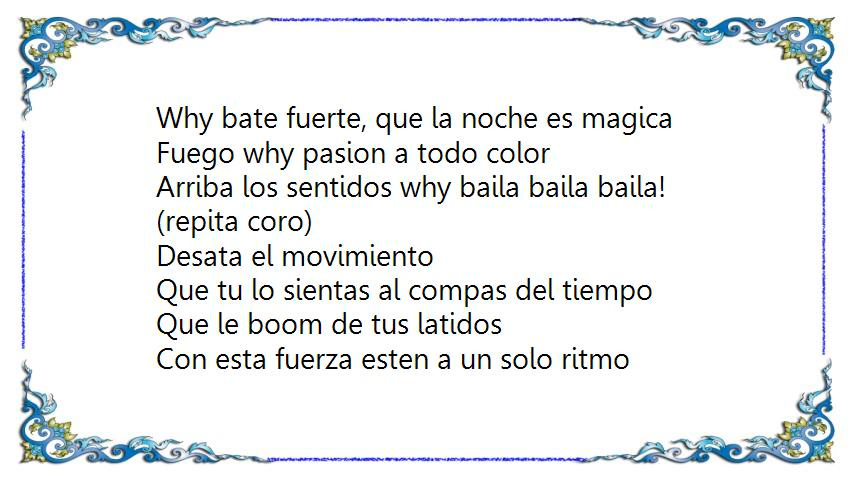 Why bate fuerte, que la noche es magica
Fuego why pasion a todo color
Arriba los sentidos why baila baila baila!
(repita coro)
Desata el movimiento
Que tu lo sientas al compas del tiempo
Que le boom de tus latidos
Con esta fuerza esten a un solo ritmo